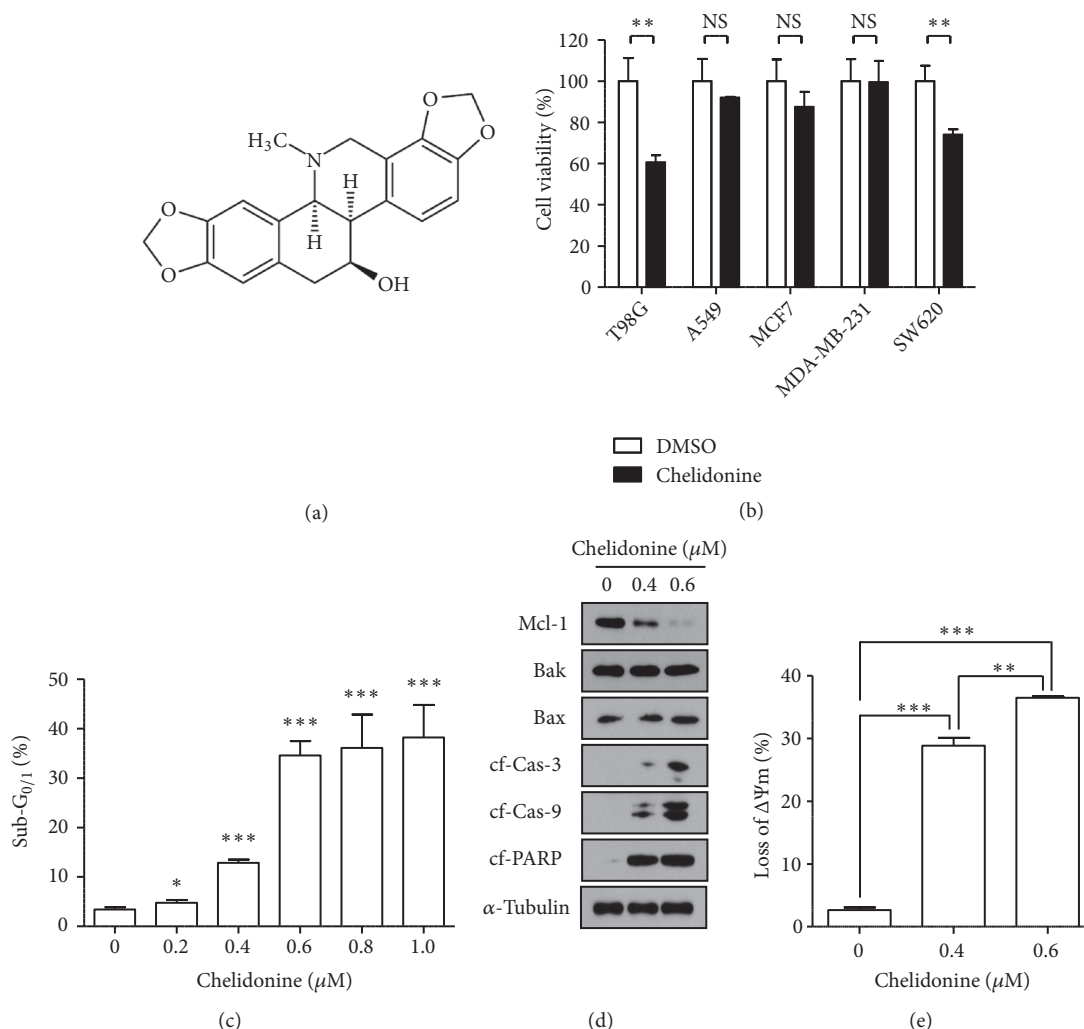 O
O
H₃C
N
H
H
O
O
OH
(a)
** NS NS NS **
120
100
80
60
40
20
0
Cell viability (%)
T98G
A549
MCF7
MDA-MB-231
SW620
DMSO
Chelidonine
(b)
50
40
30
20
10
0
Sub-G₀/₁ (%)
*
***
***
***
***
0 0.2 0.4 0.6 0.8 1.0
Chelidonine (μM)
(c)
Chelidonine (μM)
0 0.4 0.6
Mcl-1
Bak
Bax
cf-Cas-3
cf-Cas-9
cf-PARP
α-Tubulin
(d)
***
**
***
40
30
20
10
0
Loss of ΔΨm (%)
0 0.4 0.6
Chelidonine (μM)
(e)